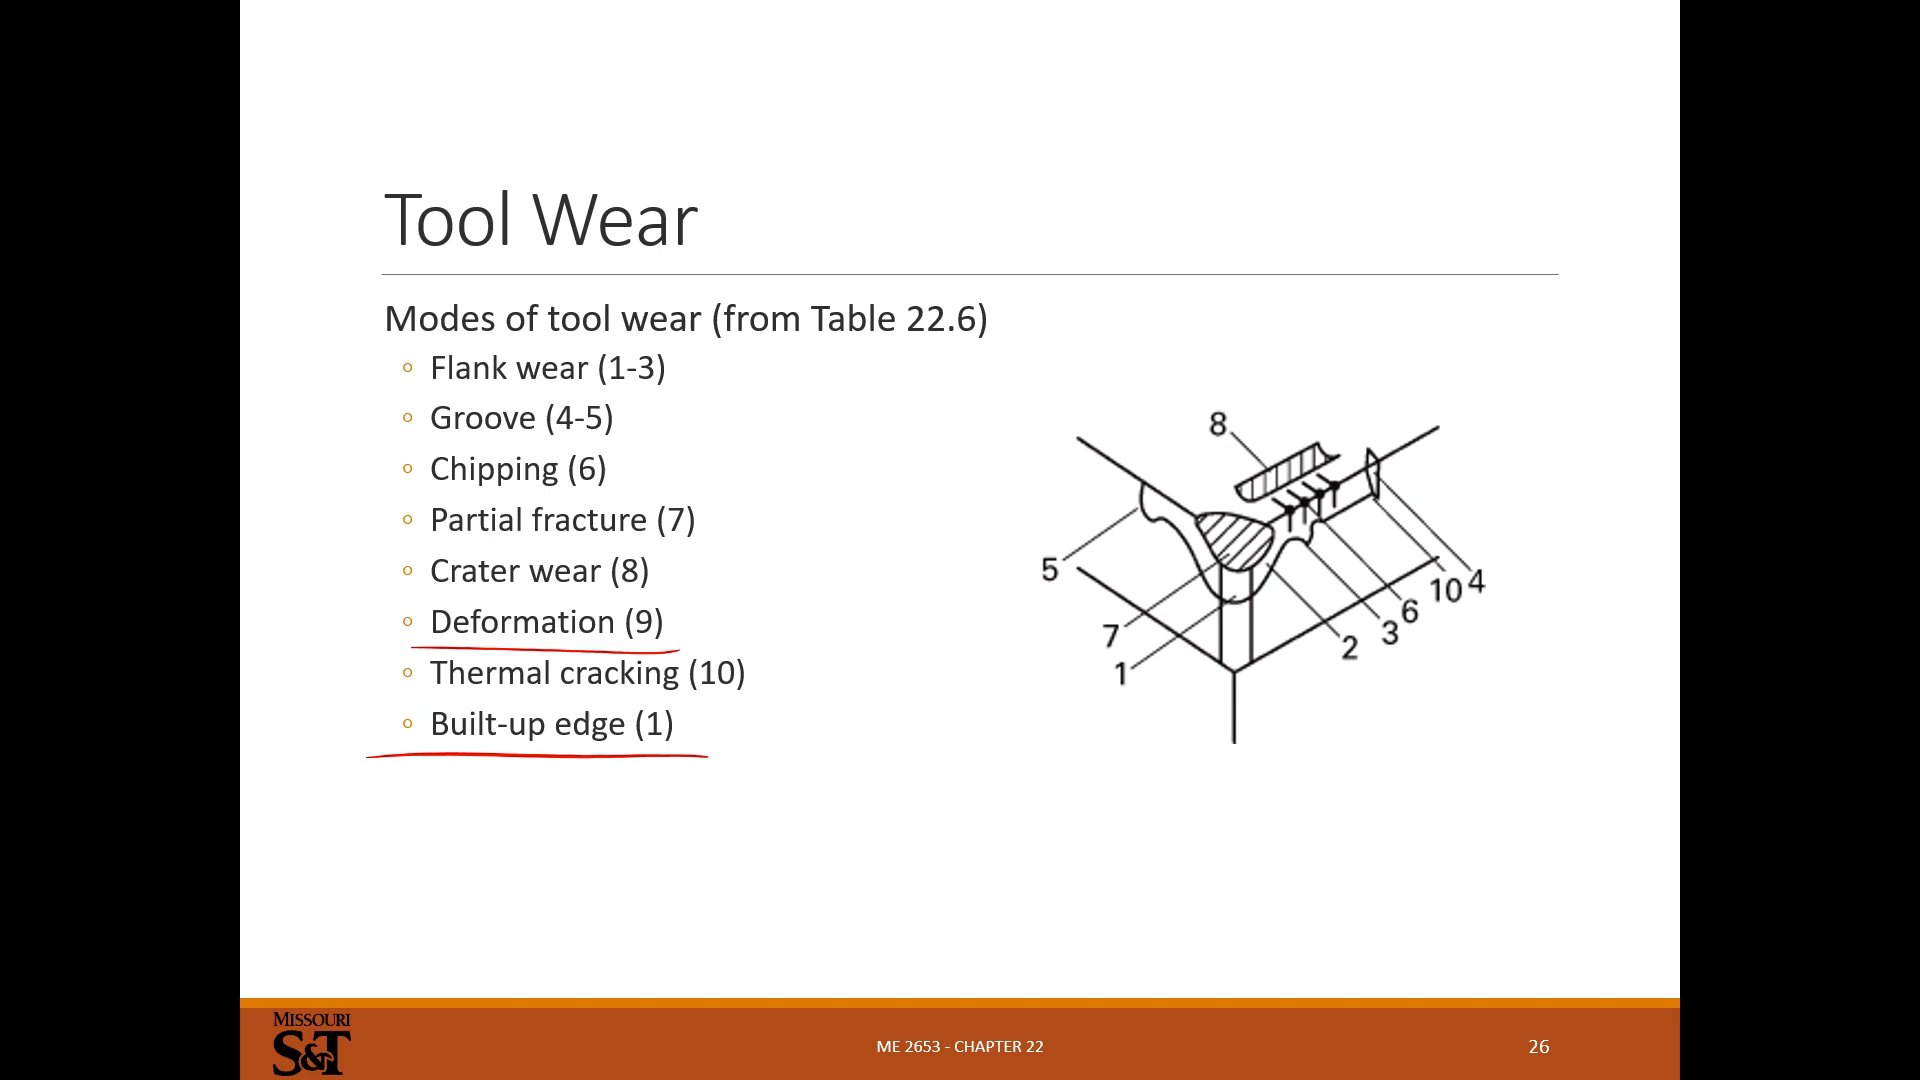 Tool Wear
Modes of tool wear (from Table 22.6)
Flank wear (1-3)
Groove (4-5)
Chipping (6)
Partial fracture (7)
Crater wear (8)
Deformation (9)
Thermal cracking (10)
Built-up edge (1)
8
5
7
1
2
3
6
10
4
MISSOURI
S&T
ME 2653 - CHAPTER 22
26